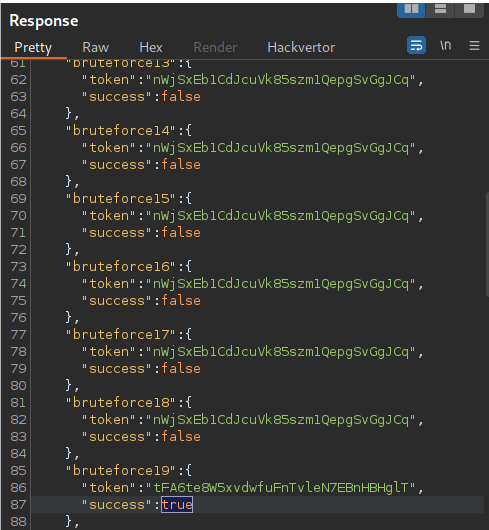 Response
Pretty Raw Hex Render Hackvertor \n
61 "bruteforce13":{
62 "token":"nWjSxEb1CdJcuVk85szm1QepgSvGgJCq",
63 "success":false
64 },
65 "bruteforce14":{
66 "token":"nWjSxEb1CdJcuVk85szm1QepgSvGgJCq",
67 "success":false
68 },
69 "bruteforce15":{
70 "token":"nWjSxEb1CdJcuVk85szm1QepgSvGgJCq",
71 "success":false
72 },
73 "bruteforce16":{
74 "token":"nWjSxEb1CdJcuVk85szm1QepgSvGgJCq",
75 "success":false
76 },
77 "bruteforce17":{
78 "token":"nWjSxEb1CdJcuVk85szm1QepgSvGgJCq",
79 "success":false
80 },
81 "bruteforce18":{
82 "token":"nWjSxEb1CdJcuVk85szm1QepgSvGgJCq",
83 "success":false
84 },
85 "bruteforce19":{
86 "token":"tFA6te8W5xvdwfuFnTvleN7EBnHBHglT",
87 "success":true
88 },